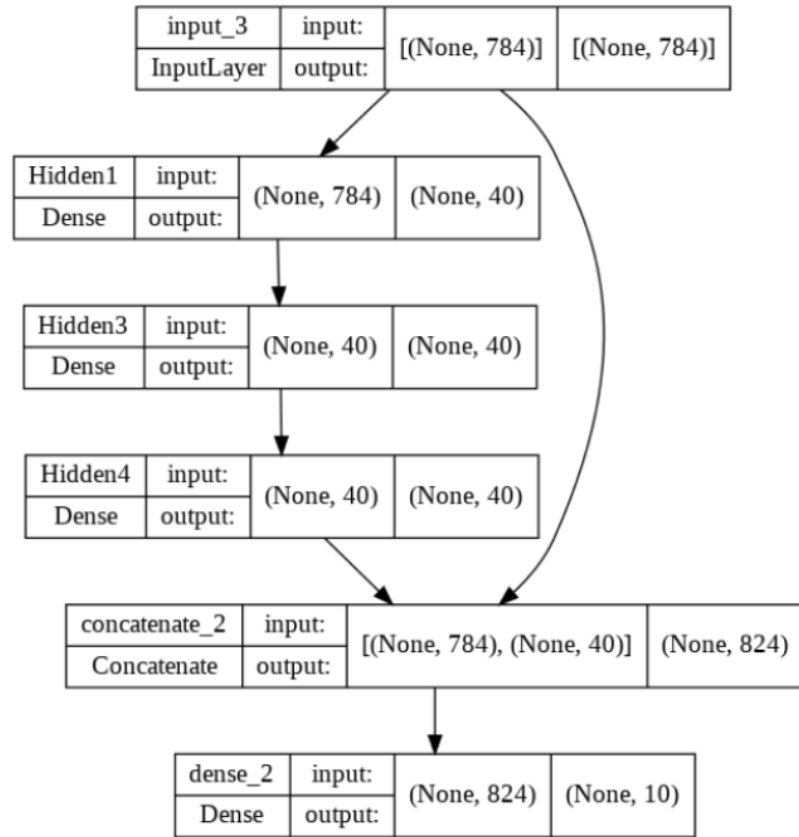 input_3 input: [(None, 784)] [(None, 784)]
InputLayer output:
Hidden1 input: (None, 784) (None, 40)
Dense output:
Hidden3 input: (None, 40) (None, 40)
Dense output:
Hidden4 input: (None, 40) (None, 40)
Dense output:
concatenate_2 input: [(None, 784), (None, 40)] (None, 824)
Concatenate output:
dense_2 input: (None, 824) (None, 10)
Dense output: